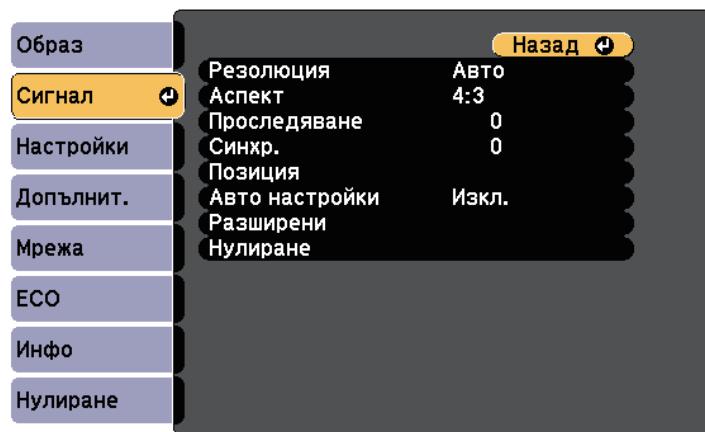 Образ
Сигнал
Настройки
Допълнит.
Мрежа
ECO
Инфо
Нулиране
Назад
Резолюция Авто
Аспект 4:3
Проследяване 0
Синхр. 0
Позиция
Авто настройки Изкл.
Разширени
Нулиране